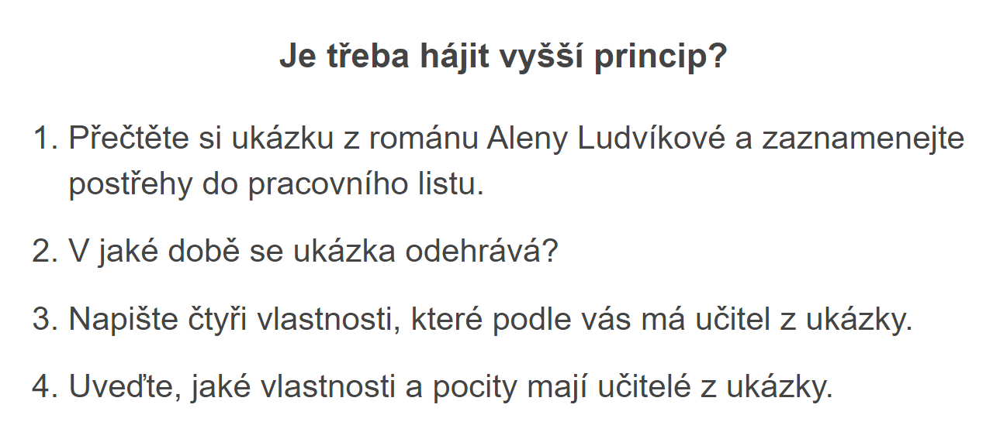 Je třeba hájit vyšší princip?
1. Přečtěte si ukázku z románu Aleny Ludvíkové a zaznamenejte
postřehy do pracovního listu.
2. V jaké době se ukázka odehrává?
3. Napište čtyři vlastnosti, které podle vás má učitel z ukázky.
4. Uveďte, jaké vlastnosti a pocity mají učitelé z ukázky.